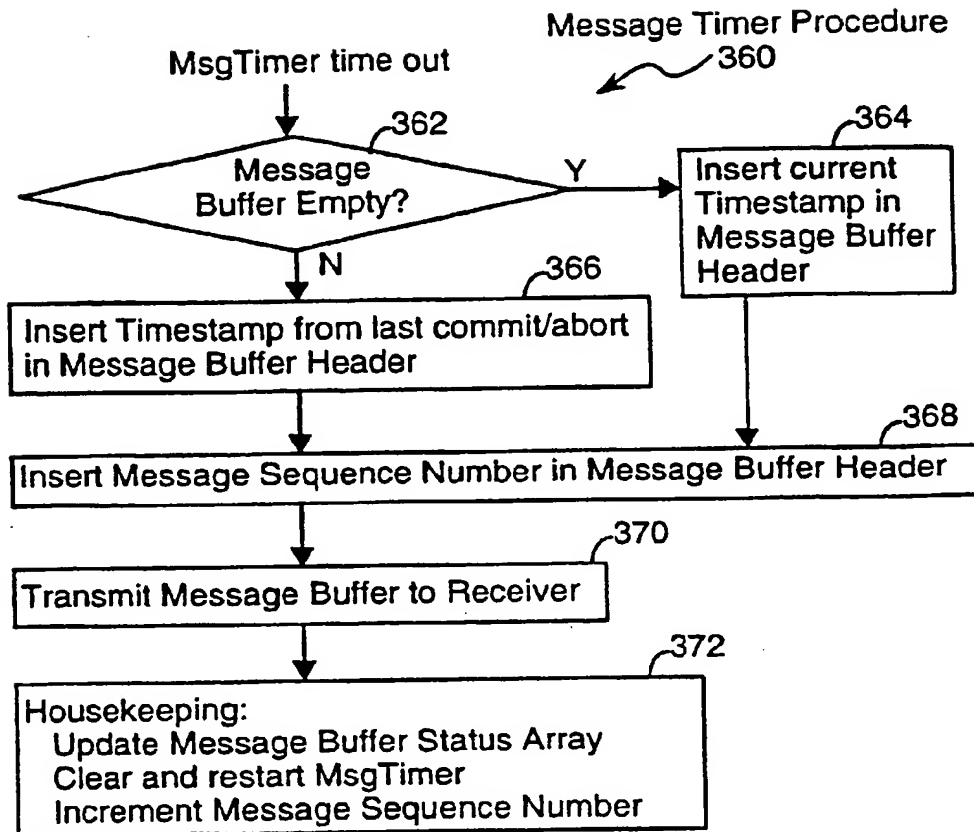 Message Timer Procedure
360
MsgTimer time out
362
Message
Buffer Empty?
Y
N
364
Insert current
Timestamp in
Message Buffer
Header
366
Insert Timestamp from last commit/abort
in Message Buffer Header
368
Insert Message Sequence Number in Message Buffer Header
370
Transmit Message Buffer to Receiver
372
Housekeeping:
Update Message Buffer Status Array
Clear and restart MsgTimer
Increment Message Sequence Number